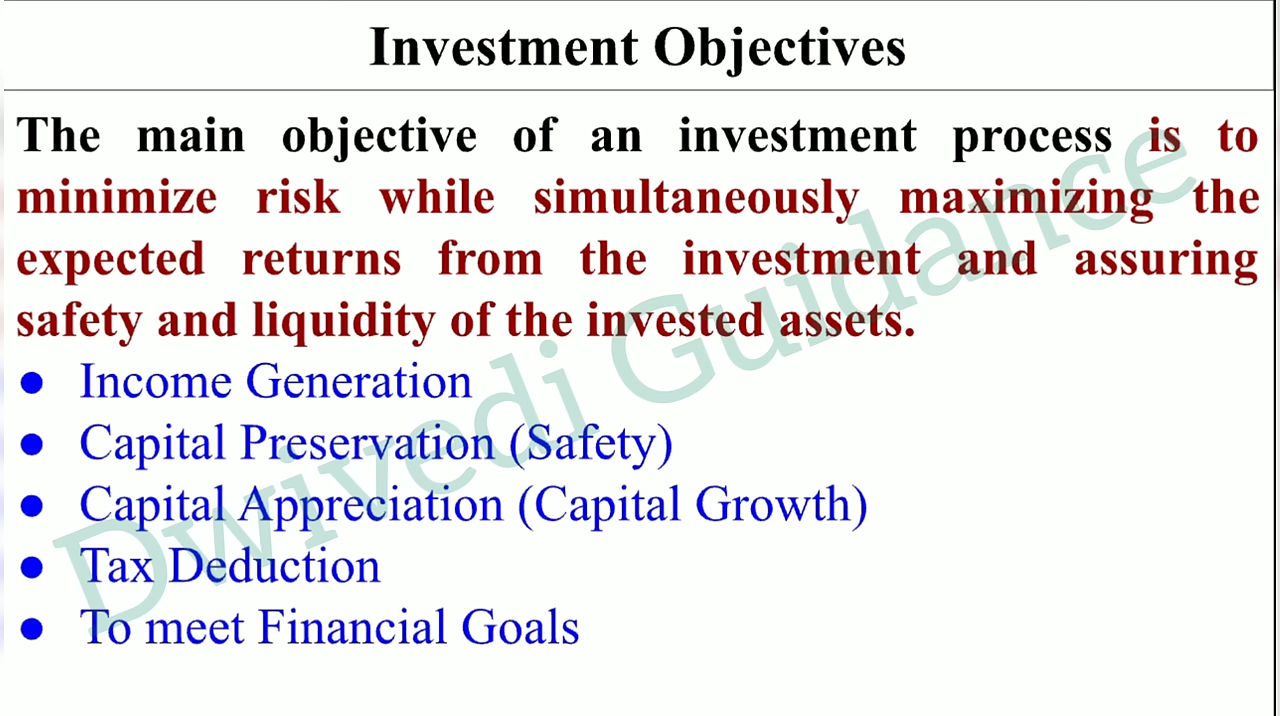 Investment Objectives
The main objective of an investment process is to
minimize risk while simultaneously maximizing the
expected returns from the investment and assuring
safety and liquidity of the invested assets.
● Income Generation
● Capital Preservation (Safety)
● Capital Appreciation (Capital Growth)
● Tax Deduction
● To meet Financial Goals
Dwivedi Guidance